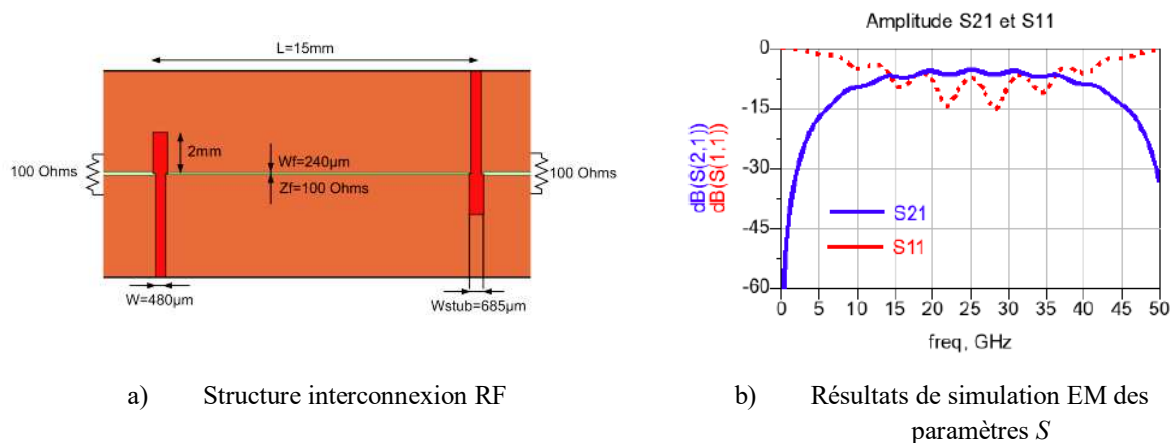 L=15mm
2mm
Wf=240µm
100 Ohms
Zf=100 Ohms
100 Ohms
W=480µm
Wstub=685µm
a) Structure interconnexion RF
Amplitude S21 et S11
dB(S(2,1))
dB(S(1,1))
0
-15
-30
-45
-60
S21
S11
0 5 10 15 20 25 30 35 40 45 50
freq, GHz
b) Résultats de simulation EM des
paramètres S